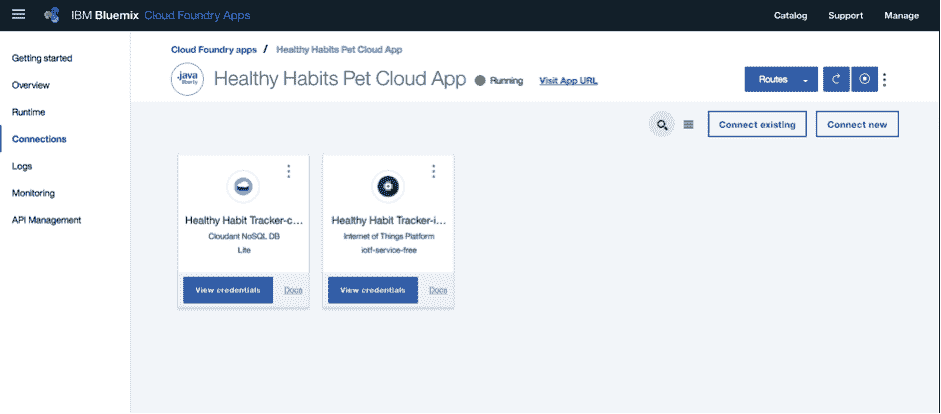 IBM Bluemix Cloud Foundry Apps Catalog Support Manage
Getting started
Overview
Runtime
Connections
Logs
Monitoring
API Management
Cloud Foundry apps / Healthy Habits Pet Cloud App
Java
Liberty
Healthy Habits Pet Cloud App Running Visit App URL Routes
Connect existing Connect new
Healthy Habit Tracker-c...
Cloudant NoSQL DB
Lite
View credentials Docs
Healthy Habit Tracker-i...
Internet of Things Platform
iotf-service-free
View credentials Docs